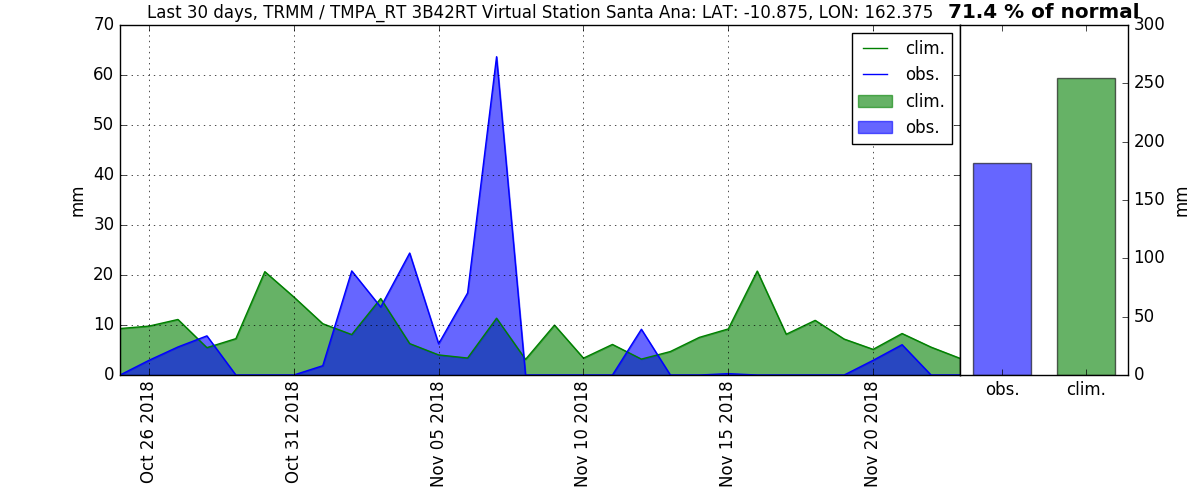 Last 30 days, TRMM / TMPA_RT 3B42RT Virtual Station Santa Ana: LAT: -10.875, LON: 162.375
71.4 % of normal
70
60
50
40
30
20
10
0
mm
clim.
obs.
clim.
obs.
Oct 26 2018
Oct 31 2018
Nov 05 2018
Nov 10 2018
Nov 15 2018
Nov 20 2018
300
250
200
150
100
50
0
mm
obs.
clim.